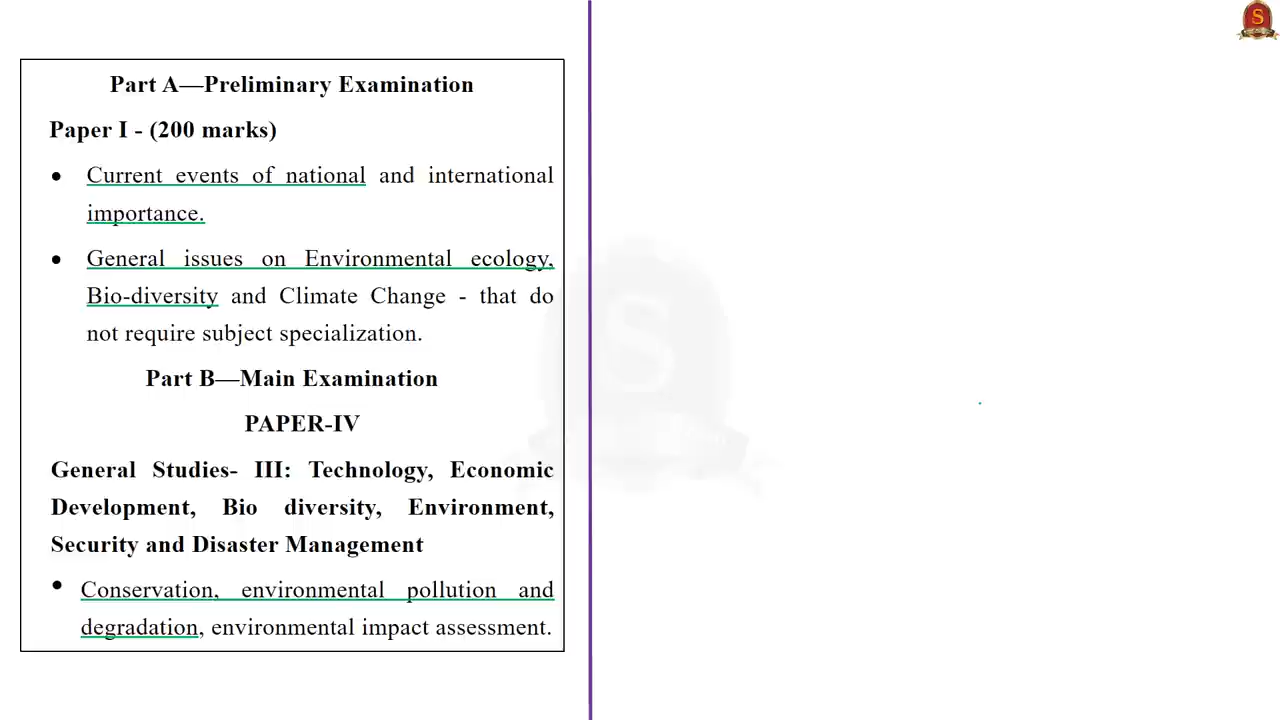 Part A—Preliminary Examination
Paper I - (200 marks)
• Current events of national and international
importance.
• General issues on Environmental ecology,
Bio-diversity and Climate Change - that do
not require subject specialization.
Part B—Main Examination
PAPER-IV
General Studies- III: Technology, Economic
Development, Bio diversity, Environment,
Security and Disaster Management
• Conservation, environmental pollution and
degradation, environmental impact assessment.
S
S